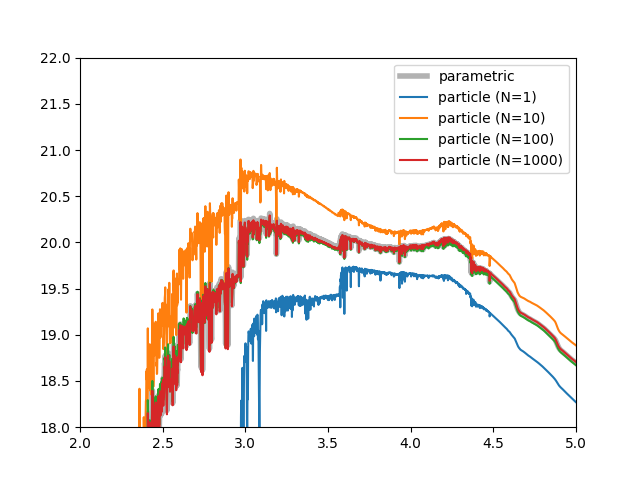 22.0
21.5
21.0
20.5
20.0
19.5
19.0
18.5
18.0
2.0 2.5 3.0 3.5 4.0 4.5 5.0
parametric
particle (N=1)
particle (N=10)
particle (N=100)
particle (N=1000)